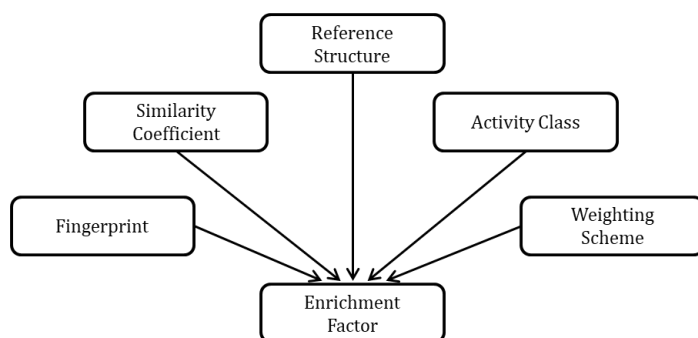 Reference
Structure
Similarity
Coefficient
Activity Class
Fingerprint
Weighting
Scheme
Enrichment
Factor